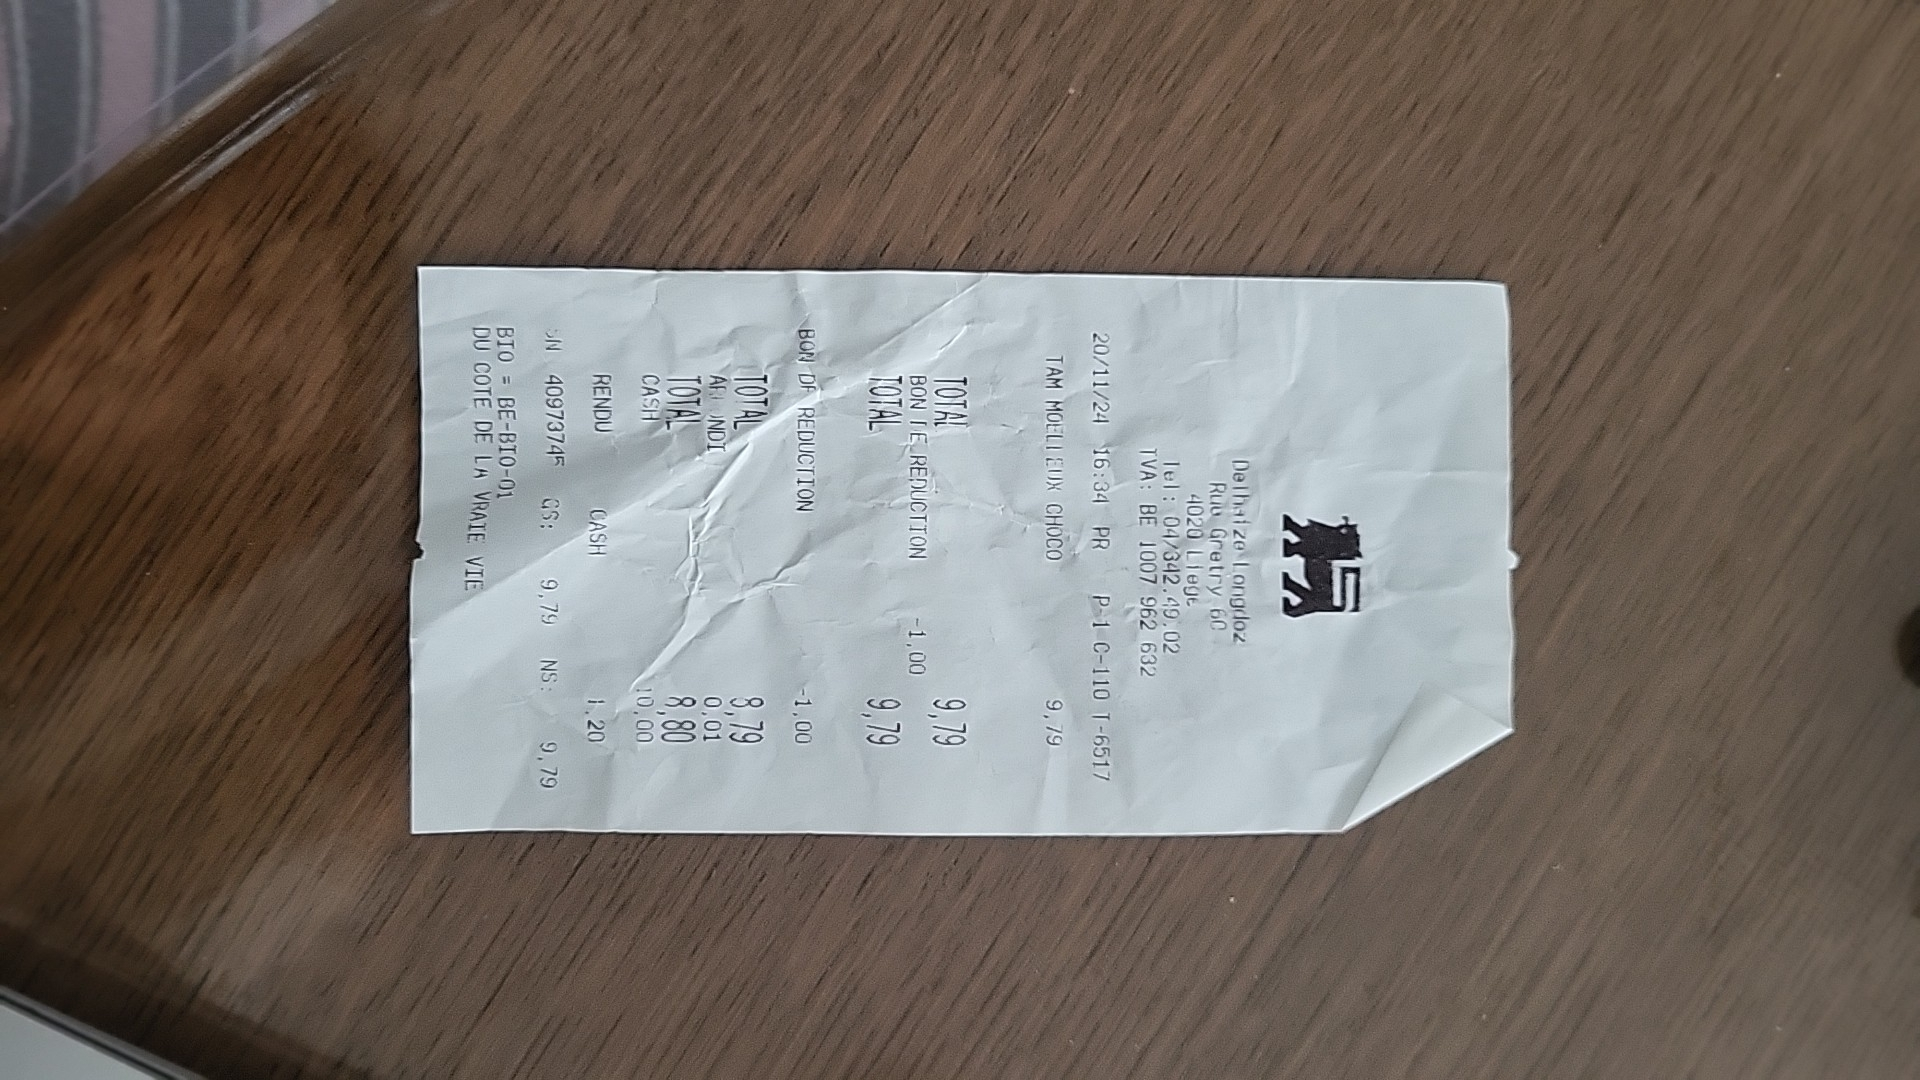 Delhaize Longdoz
Rue Gretry 60
4020 Liege
Tel: 04/342.49.02
TVA: BE 1007 962 632
20/11/24 16:34 PR P-1 C-110 T-6517
TAM MOELLEUX CHOCO 9,79
TOTAL 9,79
BON DE REDUCTION -1,00
TOTAL 9,79
BON DE REDUCTION -1,00
TOTAL 8,79
ARRONDI 0,01
TOTAL 8,80
CASH 10,00
RENDU CASH 1,20
SN 40973745 GS: 9,79 NS: 9,79
BIO = BE-BIO-01
DU COTE DE LA VRAIE VIE